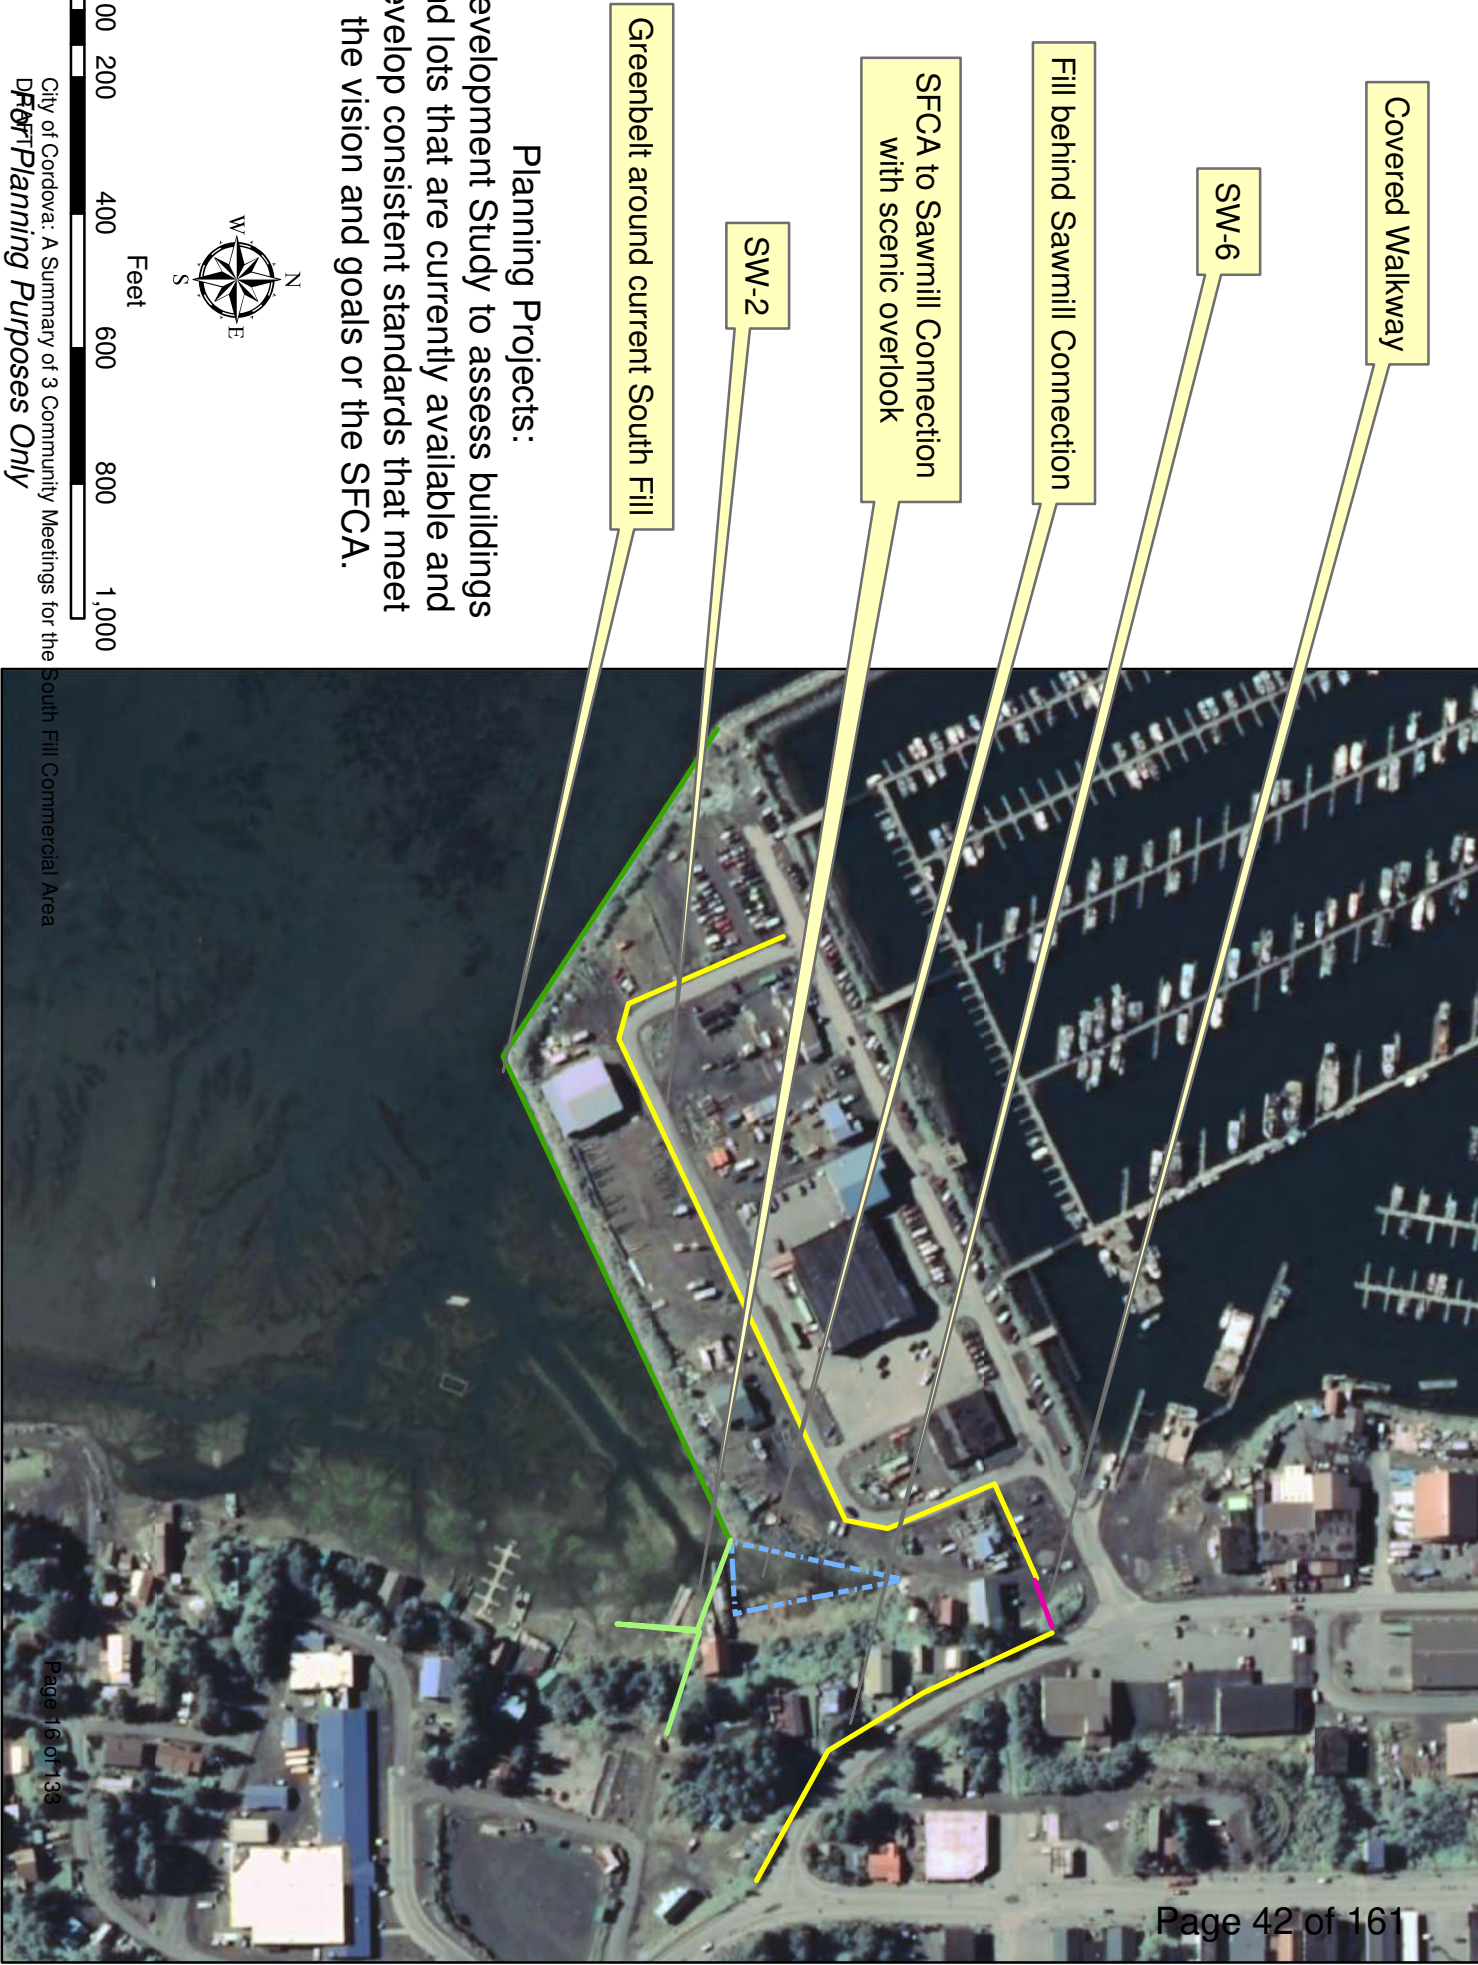 Covered Walkway
SW-6
Fill behind Sawmill Connection
SFCA to Sawmill Connection
with scenic overlook
SW-2
Greenbelt around current South Fill
Planning Projects:
evelopment Study to assess buildings
nd lots that are currently available and
evelop consistent standards that meet
the vision and goals or the SFCA.
N
W E
S
Feet
00 200 400 600 800 1,000
City of Cordova: A Summary of 3 Community Meetings for the South Fill Commercial Area
DRAFT
For Planning Purposes Only
Page 16 of 133
Page 42 of 161